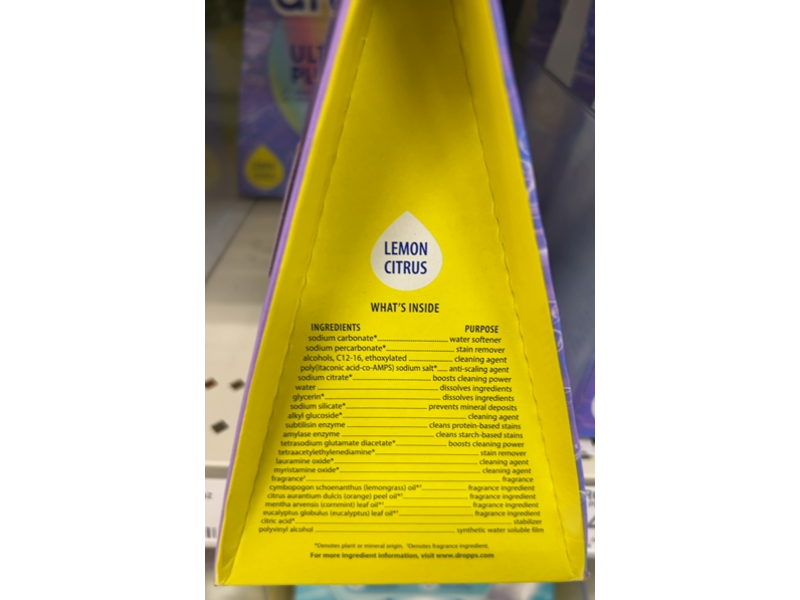 LEMON
CITRUS
WHAT'S INSIDE
INGREDIENTS PURPOSE
sodium carbonate* water softener
sodium percarbonate* stain remover
alcohols, C12-16, ethoxylated cleaning agent
poly(itaconic acid-co-AMPS) sodium salt* anti-scaling agent
sodium citrate* boosts cleaning power
water dissolves ingredients
glycerin* dissolves ingredients
sodium silicate* prevents mineral deposits
alkyl glucoside* cleaning agent
subtilisin enzyme cleans protein-based stains
amylase enzyme cleans starch-based stains
tetrasodium glutamate diacetate* boosts cleaning power
tetraacetylethylenediamine* stain remover
lauramine oxide* cleaning agent
myristamine oxide* cleaning agent
fragrance† fragrance
cymbopogon schoenanthus (lemongrass) oil*† fragrance ingredient
citrus aurantium dulcis (orange) peel oil*† fragrance ingredient
mentha arvensis (cornmint) leaf oil*† fragrance ingredient
eucalyptus globulus (eucalyptus) leaf oil*† fragrance ingredient
citric acid* stabilizer
polyvinyl alcohol synthetic water soluble film
*Denotes plant or mineral origin. †Denotes fragrance ingredient
For more ingredient information, visit www.dropps.com